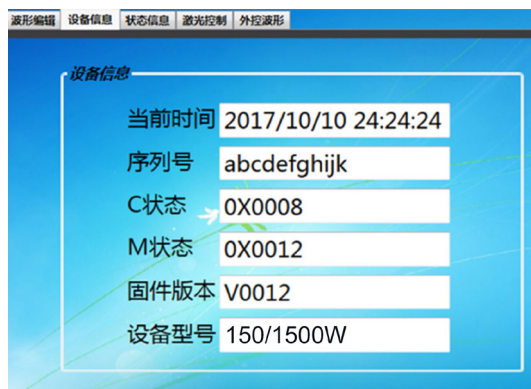 波形编辑 设备信息 状态信息 激光控制 外控波形
设备信息
当前时间 2017/10/10 24:24:24
序列号 abcdefghijk
C状态 0X0008
M状态 0X0012
固件版本 V0012
设备型号 150/1500W